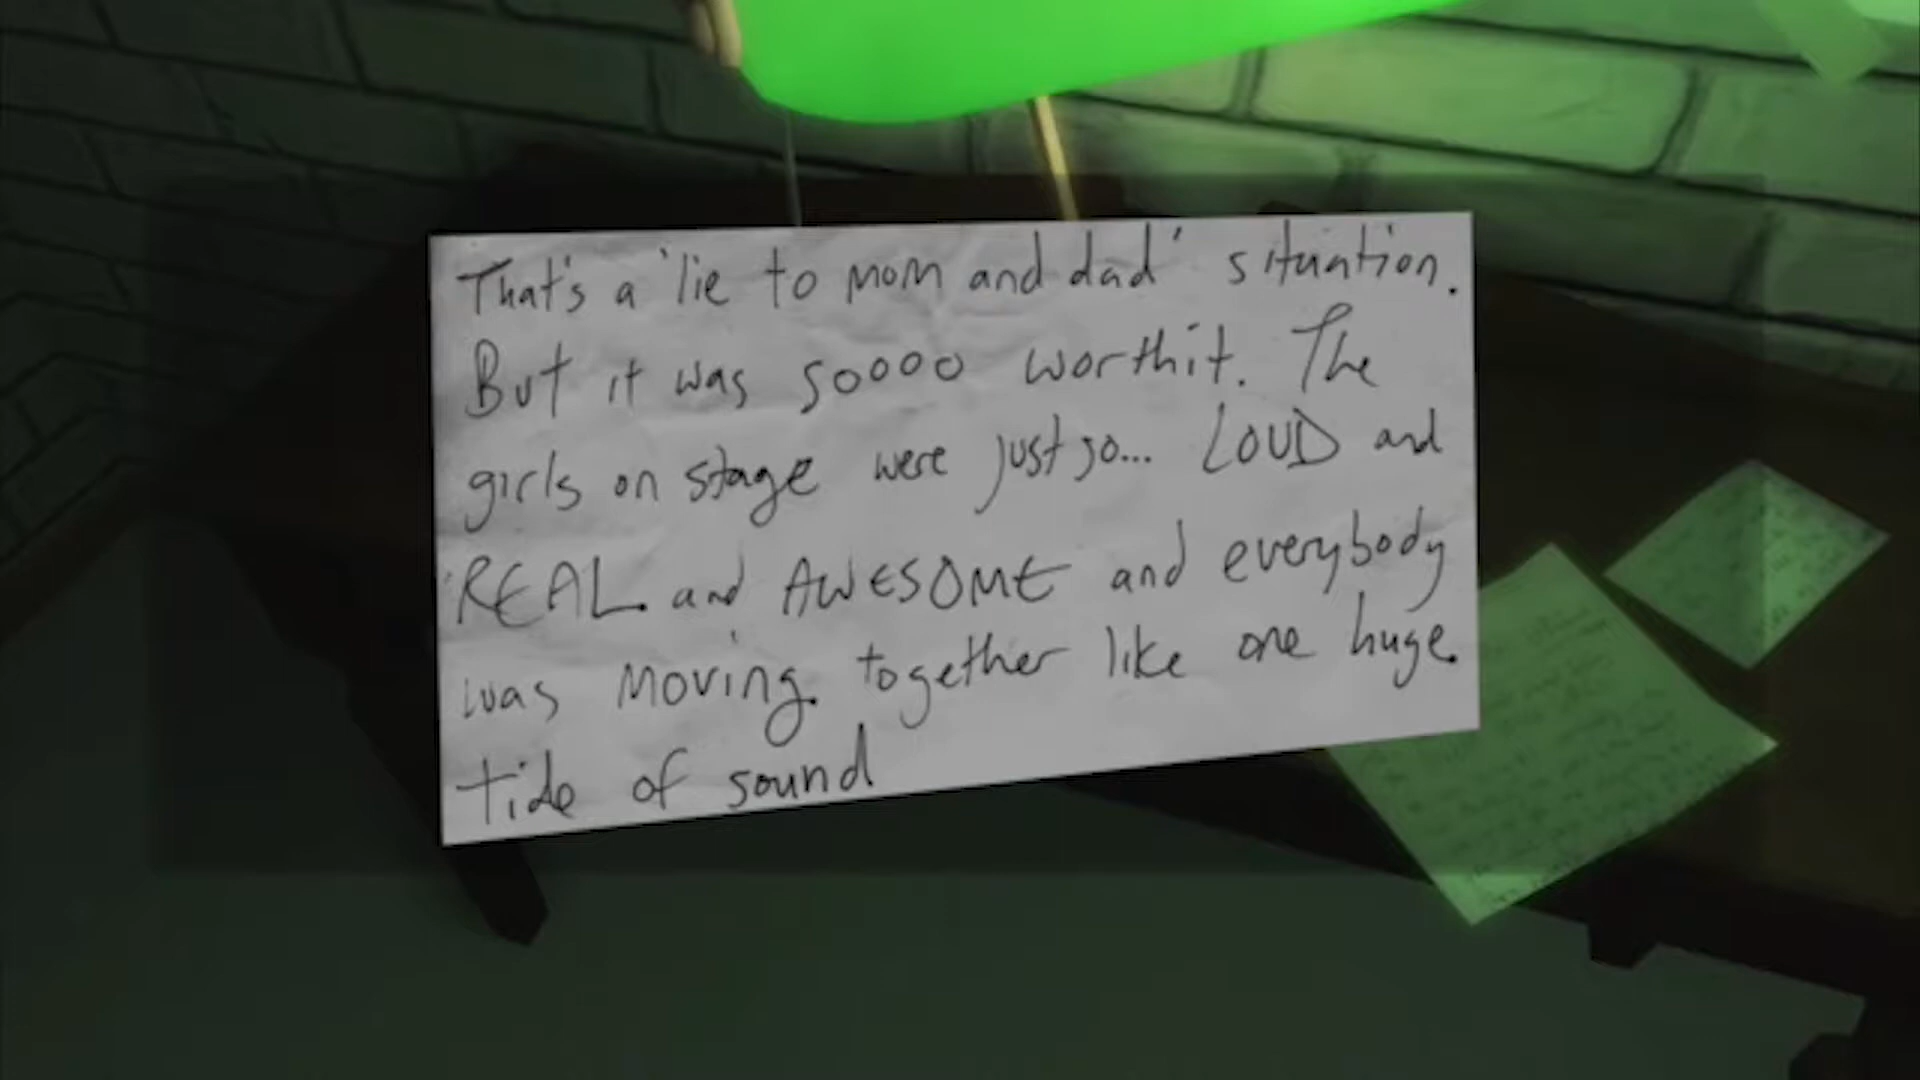 That's a 'lie to mom and dad' situation.
But it was soooo worthit. The
girls on stage were just so... LOUD and
REAL and AWESOME and everybody
was moving together like one huge
tide of sound